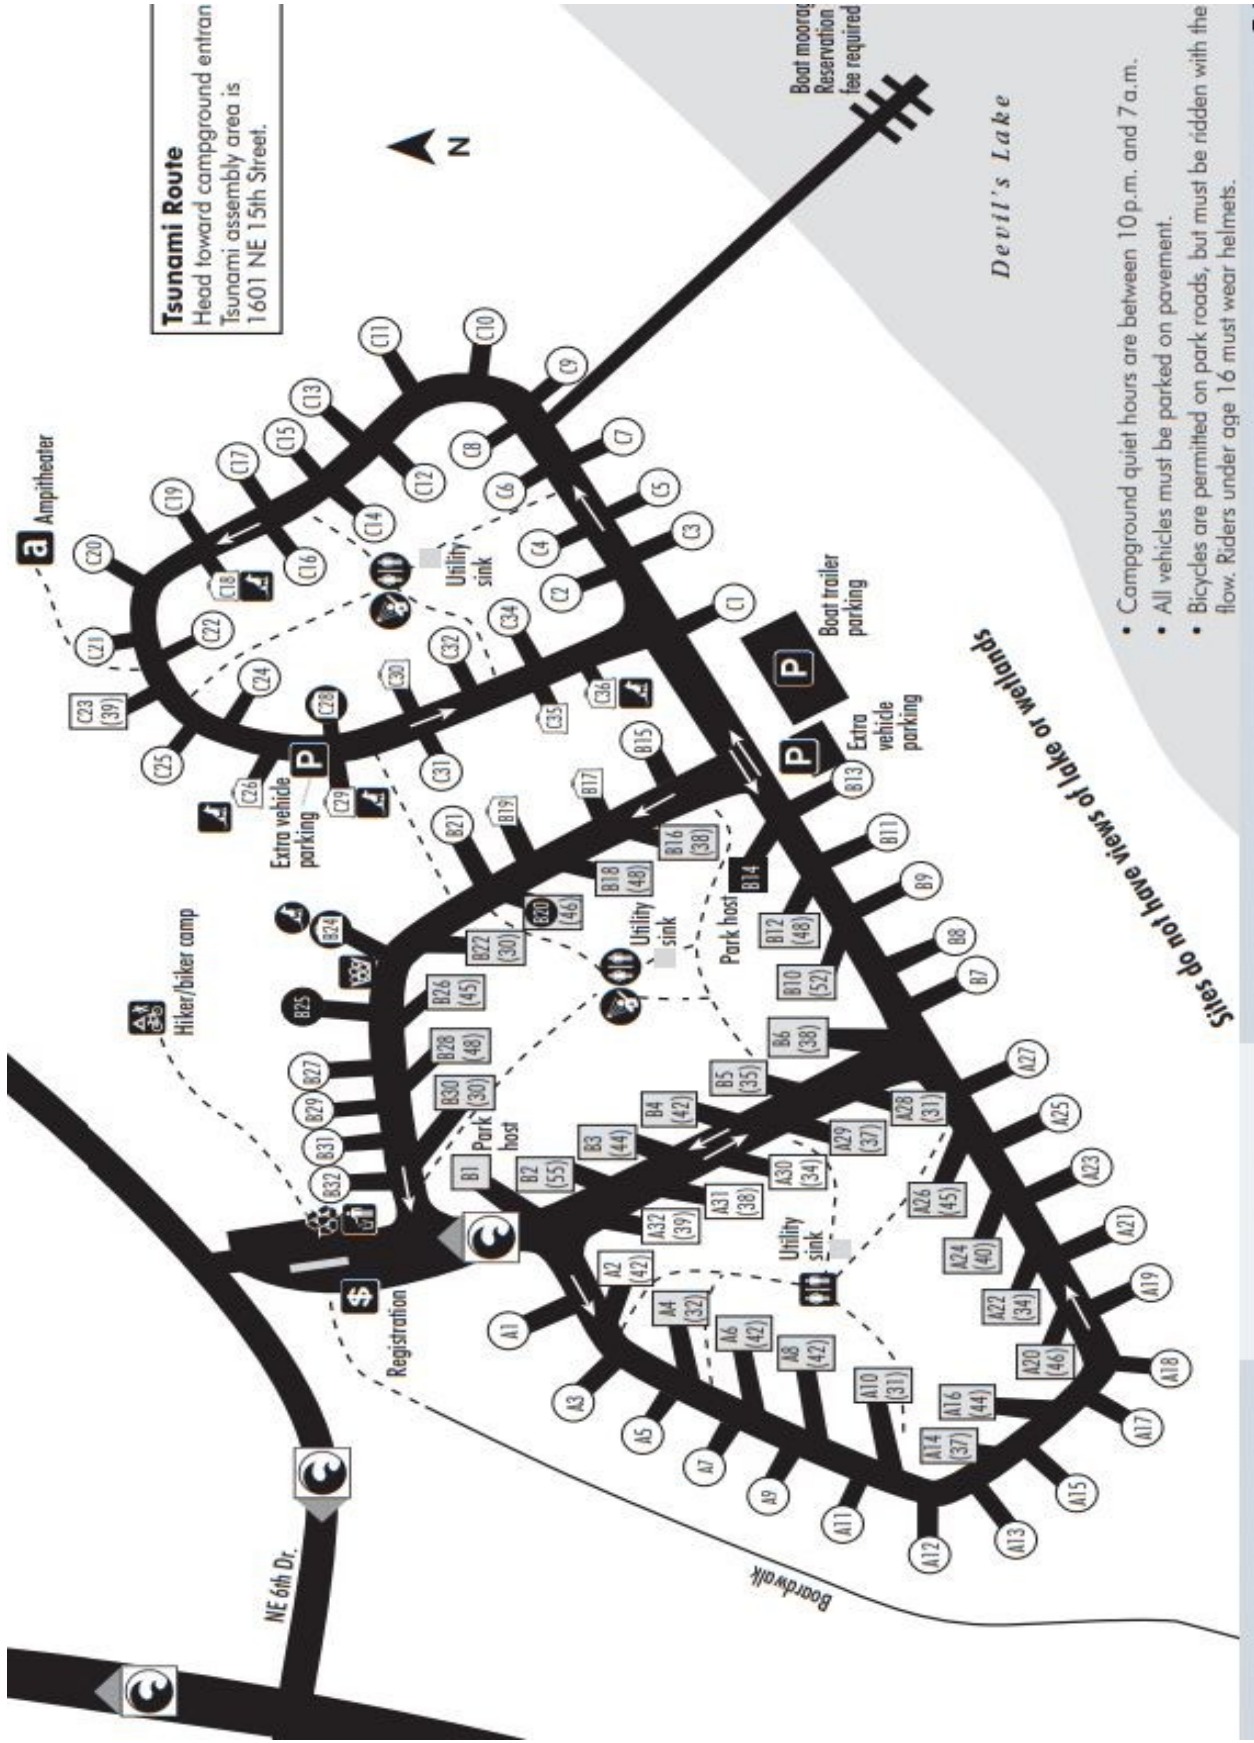 Tsunami Route
Head toward campground entran
Tsunami assembly area is
1601 NE 15th Street.
N
Boat moorag
Reservation
fee required
Devil's Lake
• Campground quiet hours are between 10 p.m. and 7 a.m.
• All vehicles must be parked on pavement.
• Bicycles are permitted on park roads, but must be ridden with the
flow. Riders under age 16 must wear helmets.
Sites do not have views of lake or wetlands
a
Ampitheater
C20
C21
C22
C23
(39)
C24
C25
C26
C28
C29
C30
C31
C32
C34
C35
C36
C19
C18
C17
C16
C15
C14
C13
C12
C11
C10
C9
C8
C7
C6
C5
C4
C3
C2
C1
Utility
sink
P
Extra vehicle
parking
P
Boat trailer
parking
P
Extra
vehicle
parking
Hiker/biker camp
B13
B14
B15
B16
(38)
B17
B18
(48)
B19
B20
(46)
B21
B22
(30)
B24
B25
B26
(45)
B27
B28
(48)
B29
B30
(30)
B31
B32
Park
host
Utility
sink
Park host
B12
(48)
B11
B10
(52)
B9
B8
B7
B6
(38)
B5
(35)
B4
(42)
B3
(44)
B2
(55)
B1
$
Registration
A1
A2
(42)
A3
A4
(32)
A5
A6
(42)
A7
A8
(42)
A9
A10
(31)
A11
A12
A13
A14
(37)
A15
A16
(44)
A17
A18
A19
A20
(46)
A21
A22
(34)
A23
A24
(40)
A25
A26
(45)
A27
A28
(31)
A29
(37)
A30
(34)
A31
(38)
A32
(39)
Utility
sink
Boardwalk
NE 6th Dr.